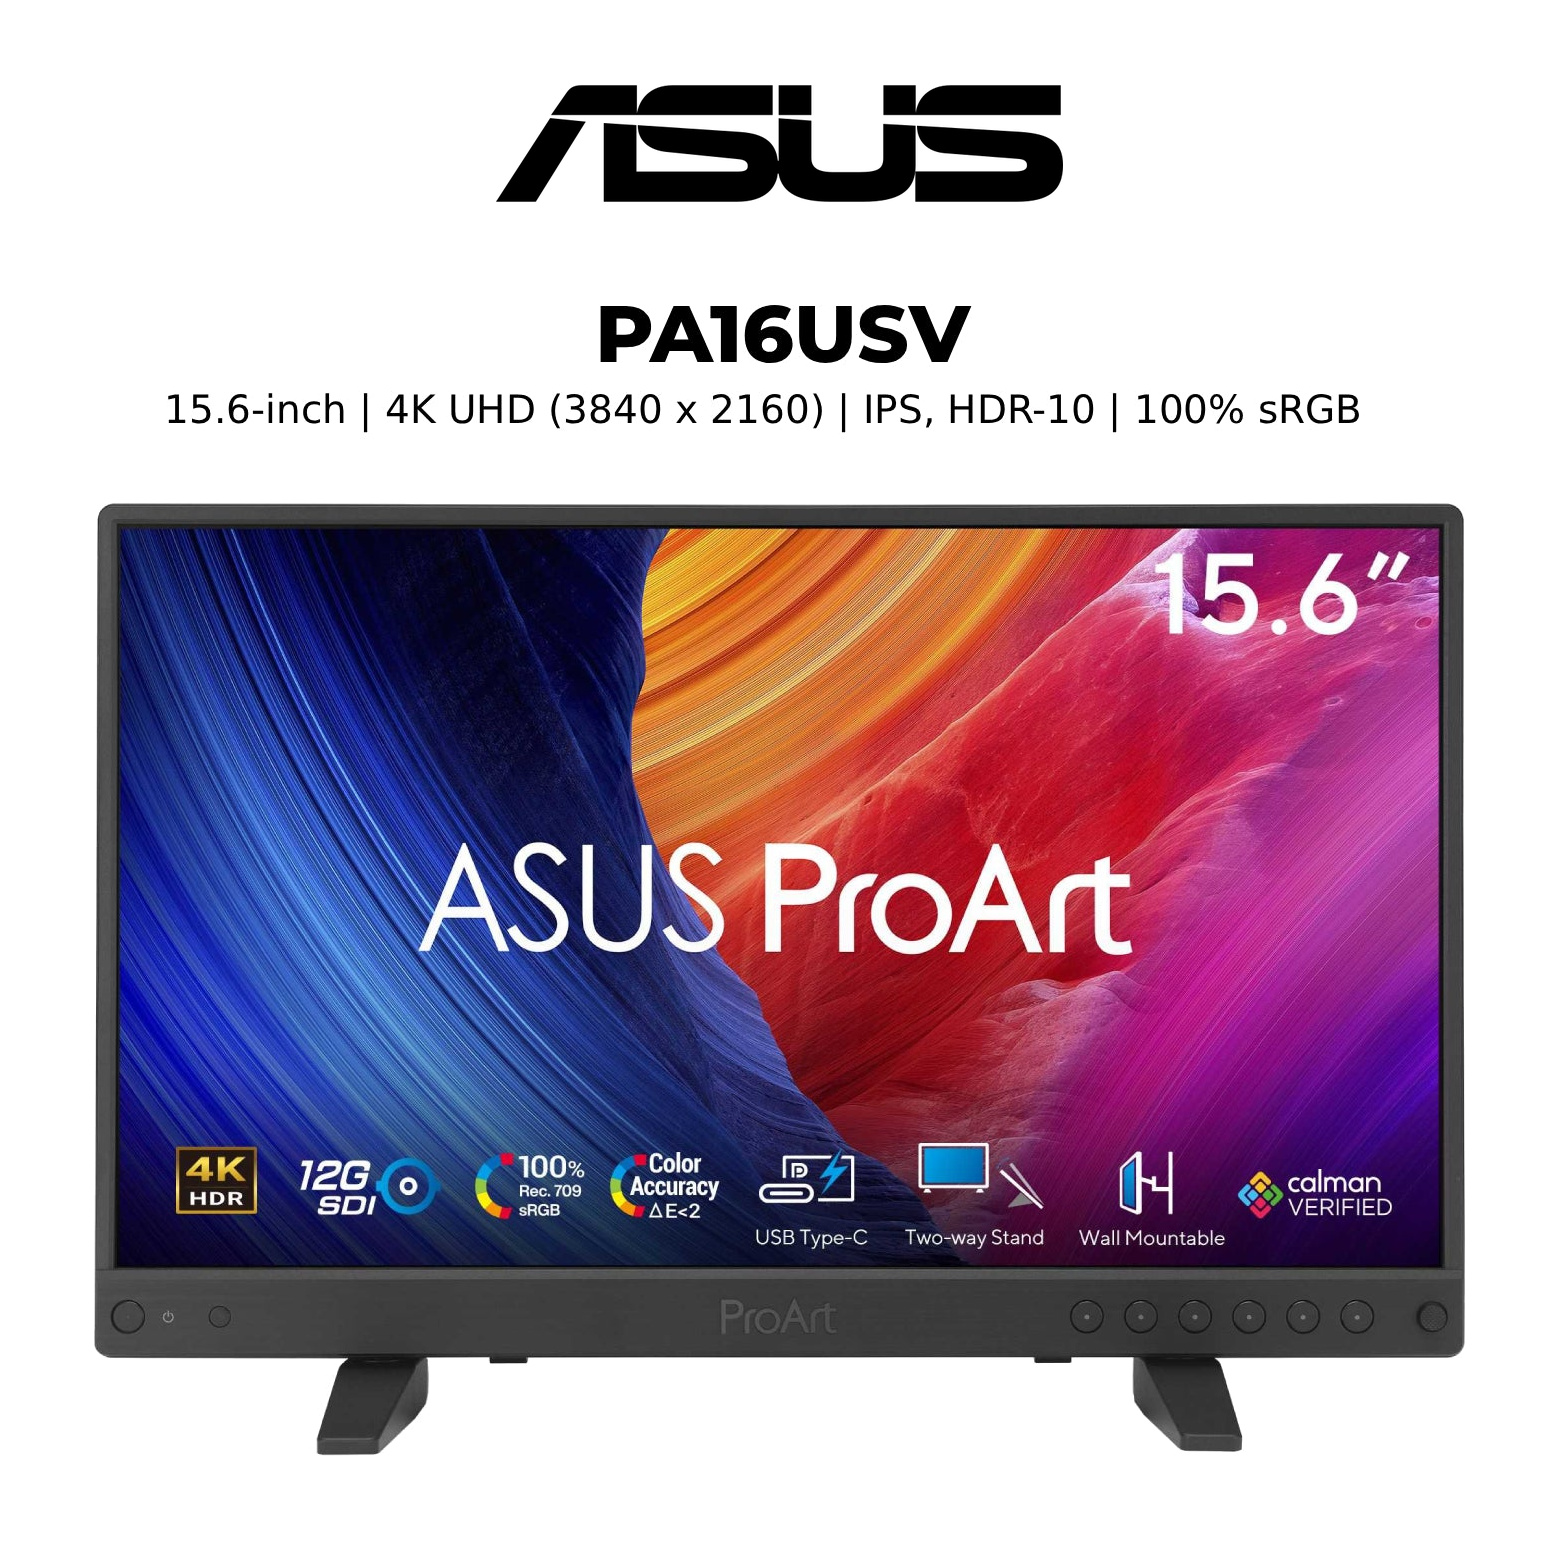 ASUS
PA16USV
15.6-inch | 4K UHD (3840 x 2160) | IPS, HDR-10 | 100% sRGB
15.6”
ASUS ProArt
4K
HDR
12G
SDI
100%
Rec. 709
sRGB
Color
Accuracy
△E<2
USB Type-C
Two-way Stand
Wall Mountable
calman
VERIFIED
ProArt